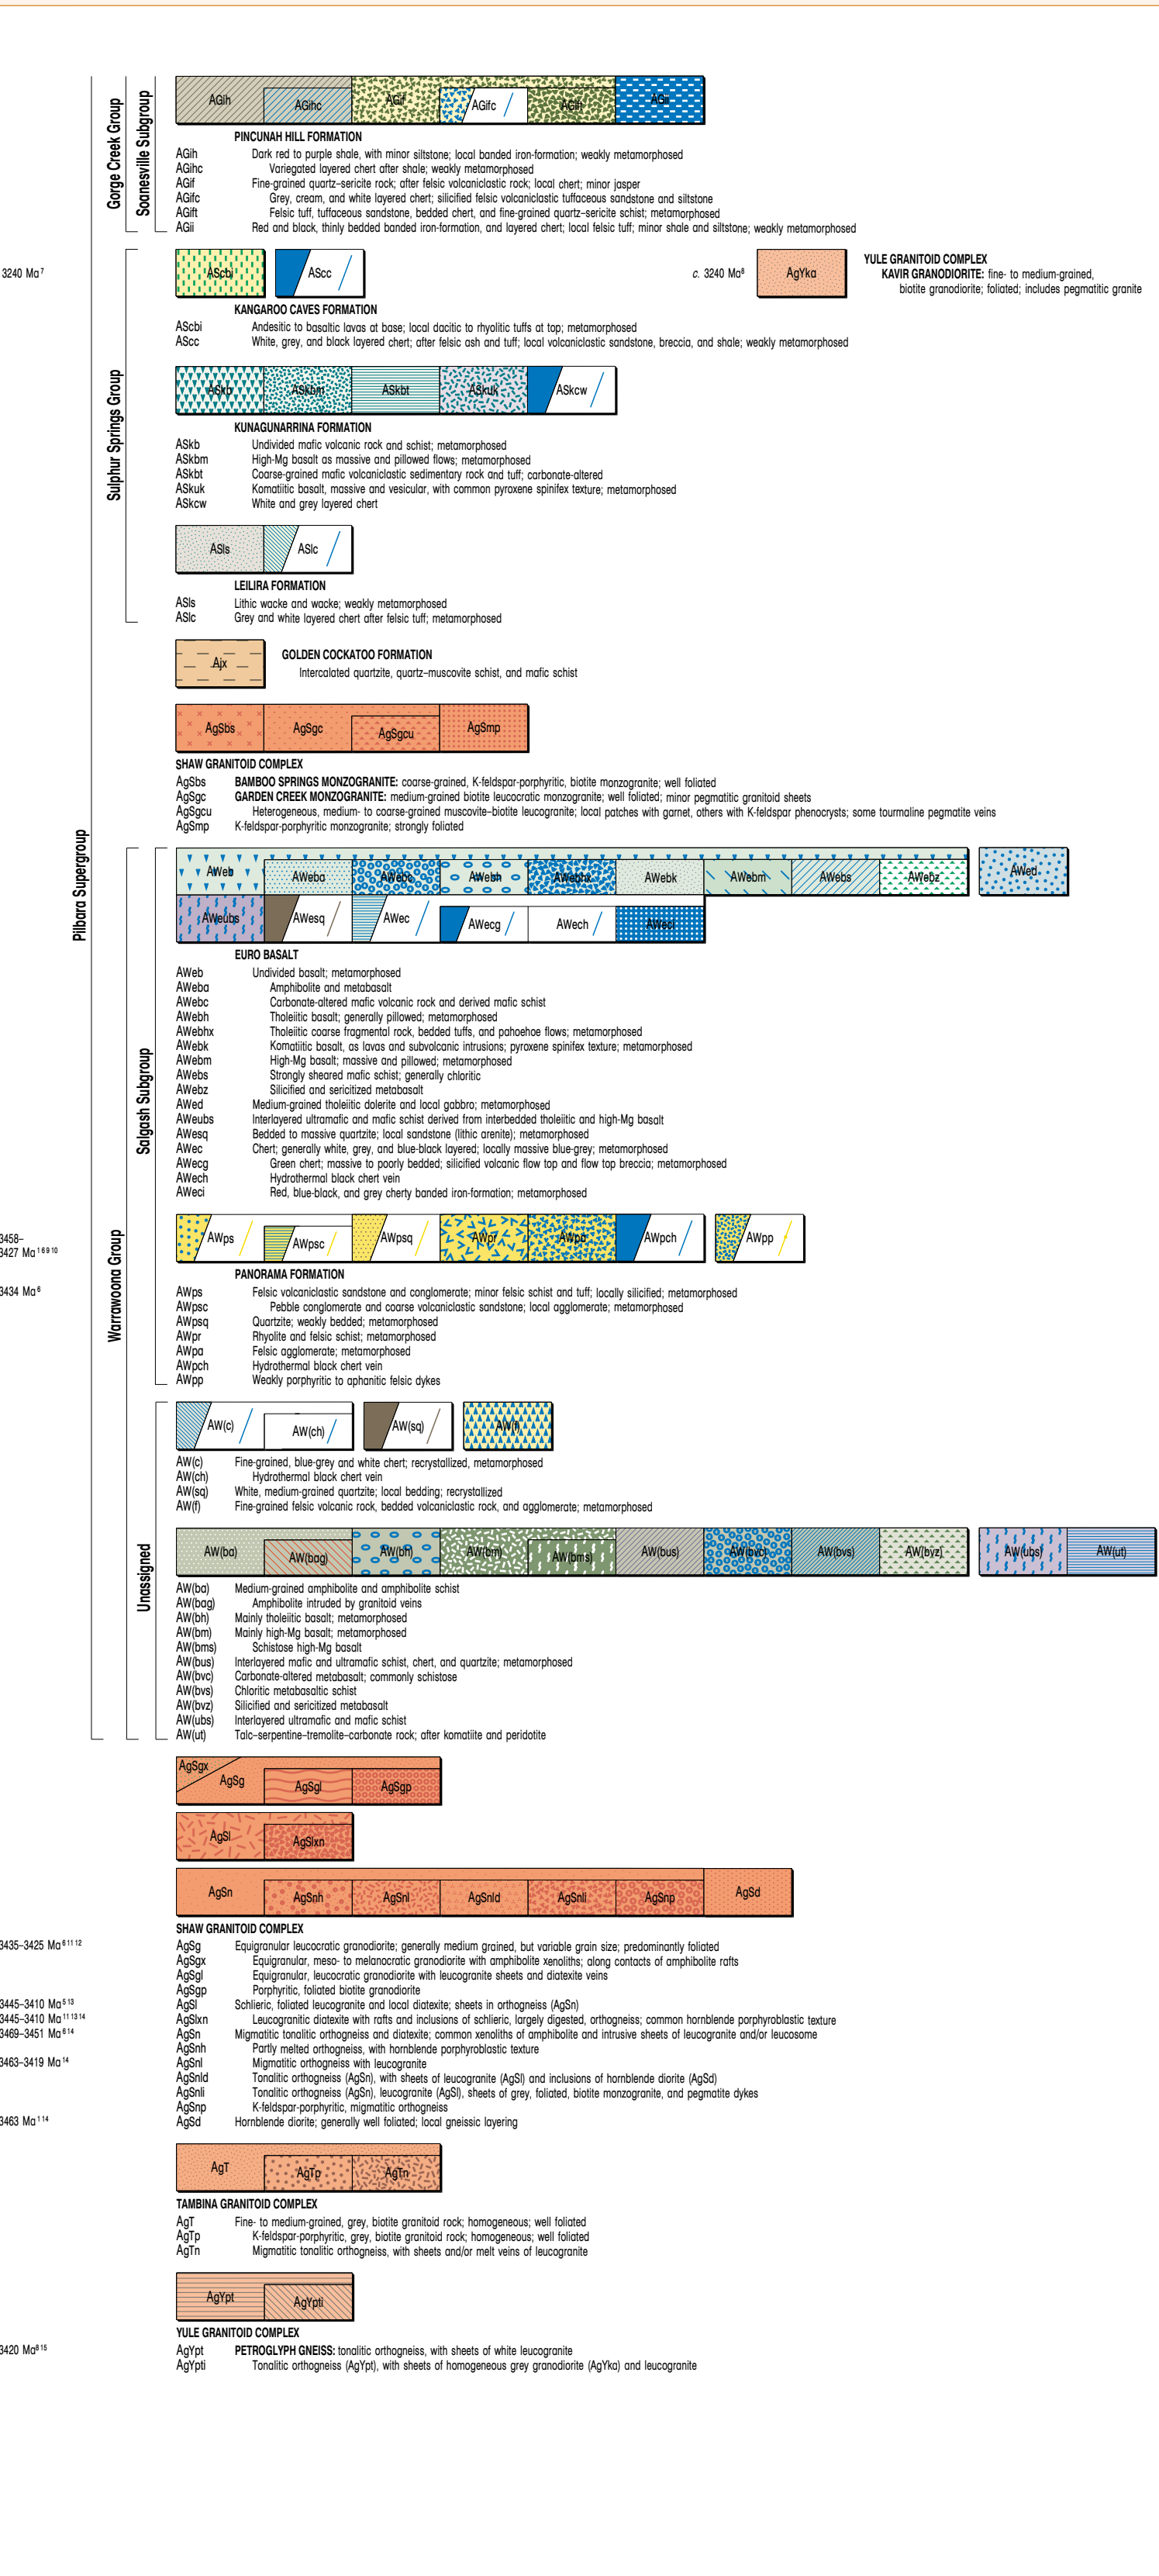 Pilbara Supergroup
Gorge Creek Group
Soanesville Subgroup
AGih AGihc AGif AGifc AGift AGii
PINCUNAH HILL FORMATION
AGih Dark red to purple shale, with minor siltstone; local banded iron-formation; weakly metamorphosed
AGihc Variegated layered chert after shale; weakly metamorphosed
AGif Fine-grained quartz–sericite rock; after felsic volcaniclastic rock; local chert; minor jasper
AGifc Grey, cream, and white layered chert; silicified felsic volcaniclastic tuffaceous sandstone and siltstone
AGift Felsic tuff, tuffaceous sandstone, bedded chert, and fine-grained quartz–sericite schist; metamorphosed
AGii Red and black, thinly bedded banded iron-formation, and layered chert; local felsic tuff; minor shale and siltstone; weakly metamorphosed
Sulphur Springs Group
3240 Ma 7
AScbi AScc
c. 3240 Ma 8
AgYka
YULE GRANITOID COMPLEX
KAVIR GRANODIORITE: fine- to medium-grained,
biotite granodiorite; foliated; includes pegmatitic granite
KANGAROO CAVES FORMATION
AScbi Andesitic to basaltic lavas at base; local dacitic to rhyolitic tuffs at top; metamorphosed
AScc White, grey, and black layered chert; after felsic ash and tuff; local volcaniclastic sandstone, breccia, and shale; weakly metamorphosed
ASkb ASkbm ASkbt ASkuk ASkcw
KUNAGUNARRINA FORMATION
ASkb Undivided mafic volcanic rock and schist; metamorphosed
ASkbm High-Mg basalt as massive and pillowed flows; metamorphosed
ASkbt Coarse-grained mafic volcaniclastic sedimentary rock and tuff; carbonate-altered
ASkuk Komatiitic basalt, massive and vesicular, with common pyroxene spinifex texture; metamorphosed
ASkcw White and grey layered chert
ASls ASlc
LEILIRA FORMATION
ASls Lithic wacke and wacke; weakly metamorphosed
ASlc Grey and white layered chert after felsic tuff; metamorphosed
Ajx
GOLDEN COCKATOO FORMATION
Intercalated quartzite, quartz–muscovite schist, and mafic schist
AgSbs AgSgc AgSgcu AgSmp
SHAW GRANITOID COMPLEX
AgSbs BAMBOO SPRINGS MONZOGRANITE: coarse-grained, K-feldspar-porphyritic, biotite monzogranite; well foliated
AgSgc GARDEN CREEK MONZOGRANITE: medium-grained biotite leucocratic monzogranite; well foliated; minor pegmatitic granitoid sheets
AgSgcu Heterogeneous, medium- to coarse-grained muscovite–biotite leucogranite; local patches with garnet, others with K-feldspar phenocrysts; some tourmaline pegmatite veins
AgSmp K-feldspar-porphyritic monzogranite; strongly foliated
Warrawoona Group
Salgash Subgroup
AWeb AWeba AWebc AWebh AWebhx AWebk AWebm AWebs AWebz AWed
AWeubs AWesq AWec AWecg AWech AWeci
EURO BASALT
AWeb Undivided basalt; metamorphosed
AWeba Amphibolite and metabasalt
AWebc Carbonate-altered mafic volcanic rock and derived mafic schist
AWebh Tholeiitic basalt; generally pillowed; metamorphosed
AWebhx Tholeiitic coarse fragmental rock, bedded tuffs, and pahoehoe flows; metamorphosed
AWebk Komatiitic basalt, as lavas and subvolcanic intrusions; pyroxene spinifex texture; metamorphosed
AWebm High-Mg basalt; massive and pillowed; metamorphosed
AWebs Strongly sheared mafic schist; generally chloritic
AWebz Silicified and sericitized metabasalt
AWed Medium-grained tholeiitic dolerite and local gabbro; metamorphosed
AWeubs Interlayered ultramafic and mafic schist derived from interbedded tholeiitic and high-Mg basalt
AWesq Bedded to massive quartzite; local sandstone (lithic arenite); metamorphosed
AWec Chert; generally white, grey, and blue-black layered; locally massive blue-grey; metamorphosed
AWecg Green chert; massive to poorly bedded; silicified volcanic flow top and flow top breccia; metamorphosed
AWech Hydrothermal black chert vein
AWeci Red, blue-black, and grey cherty banded iron-formation; metamorphosed
3458–
3427 Ma 1 6 9 10
AWps AWpsc AWpsq AWpr AWpa AWpch AWpp
PANORAMA FORMATION
3434 Ma 6
AWps Felsic volcaniclastic sandstone and conglomerate; minor felsic schist and tuff; locally silicified; metamorphosed
AWpsc Pebble conglomerate and coarse volcaniclastic sandstone; local agglomerate; metamorphosed
AWpsq Quartzite; weakly bedded; metamorphosed
AWpr Rhyolite and felsic schist; metamorphosed
AWpa Felsic agglomerate; metamorphosed
AWpch Hydrothermal black chert vein
AWpp Weakly porphyritic to aphanitic felsic dykes
Unassigned
AW(c) AW(ch) AW(sq) AW(f)
AW(c) Fine-grained, blue-grey and white chert; recrystallized, metamorphosed
AW(ch) Hydrothermal black chert vein
AW(sq) White, medium-grained quartzite; local bedding; recrystallized
AW(f) Fine-grained felsic volcanic rock, bedded volcaniclastic rock, and agglomerate; metamorphosed
AW(ba) AW(bag) AW(bh) AW(bm) AW(bms) AW(bus) AW(bvc) AW(bvs) AW(bvz) AW(ubs) AW(ut)
AW(ba) Medium-grained amphibolite and amphibolite schist
AW(bag) Amphibolite intruded by granitoid veins
AW(bh) Mainly tholeiitic basalt; metamorphosed
AW(bm) Mainly high-Mg basalt; metamorphosed
AW(bms) Schistose high-Mg basalt
AW(bus) Interlayered mafic and ultramafic schist, chert, and quartzite; metamorphosed
AW(bvc) Carbonate-altered metabasalt; commonly schistose
AW(bvs) Chloritic metabasaltic schist
AW(bvz) Silicified and sericitized metabasalt
AW(ubs) Interlayered ultramafic and mafic schist
AW(ut) Talc–serpentine–tremolite–carbonate rock; after komatiite and peridotite
AgSgx AgSg AgSgl AgSgp
AgSl AgSlxn
AgSn AgSnh AgSnl AgSnld AgSnli AgSnp AgSd
SHAW GRANITOID COMPLEX
3435–3425 Ma 6 11 12 AgSg Equigranular leucocratic granodiorite; generally medium grained, but variable grain size; predominantly foliated
AgSgx Equigranular, meso- to melanocratic granodiorite with amphibolite xenoliths; along contacts of amphibolite rafts
AgSgl Equigranular, leucocratic granodiorite with leucogranite sheets and diatexite veins
AgSgp Porphyritic, foliated biotite granodiorite
3445–3410 Ma 5 13 AgSl Schlieric, foliated leucogranite and local diatexite; sheets in orthogneiss (AgSn)
3445–3410 Ma 11 13 14 AgSlxn Leucogranitic diatexite with rafts and inclusions of schlieric, largely digested, orthogneiss; common hornblende porphyroblastic texture
3469–3451 Ma 6 14 AgSn Migmatitic tonalitic orthogneiss and diatexite; common xenoliths of amphibolite and intrusive sheets of leucogranite and/or leucosome
AgSnh Partly melted orthogneiss, with hornblende porphyroblastic texture
3463–3419 Ma 14 AgSnl Migmatitic orthogneiss with leucogranite
AgSnld Tonalitic orthogneiss (AgSn), with sheets of leucogranite (AgSl) and inclusions of hornblende diorite (AgSd)
AgSnli Tonalitic orthogneiss (AgSn), leucogranite (AgSl), sheets of grey, foliated, biotite monzogranite, and pegmatite dykes
AgSnp K-feldspar-porphyritic, migmatitic orthogneiss
3463 Ma 1 14 AgSd Hornblende diorite; generally well foliated; local gneissic layering
AgT AgTp AgTn
TAMBINA GRANITOID COMPLEX
AgT Fine- to medium-grained, grey, biotite granitoid rock; homogeneous; well foliated
AgTp K-feldspar-porphyritic, grey, biotite granitoid rock; homogeneous; well foliated
AgTn Migmatitic tonalitic orthogneiss, with sheets and/or melt veins of leucogranite
AgYpt AgYpti
YULE GRANITOID COMPLEX
3420 Ma 8 15 AgYpt PETROGLYPH GNEISS: tonalitic orthogneiss, with sheets of white leucogranite
AgYpti Tonalitic orthogneiss (AgYpt), with sheets of homogeneous grey granodiorite (AgYka) and leucogranite